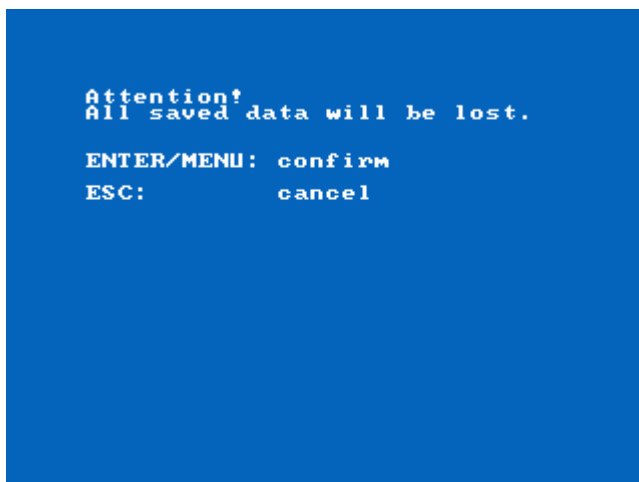 Attention!
All saved data will be lost.
ENTER/MENU: confirm
ESC: cancel